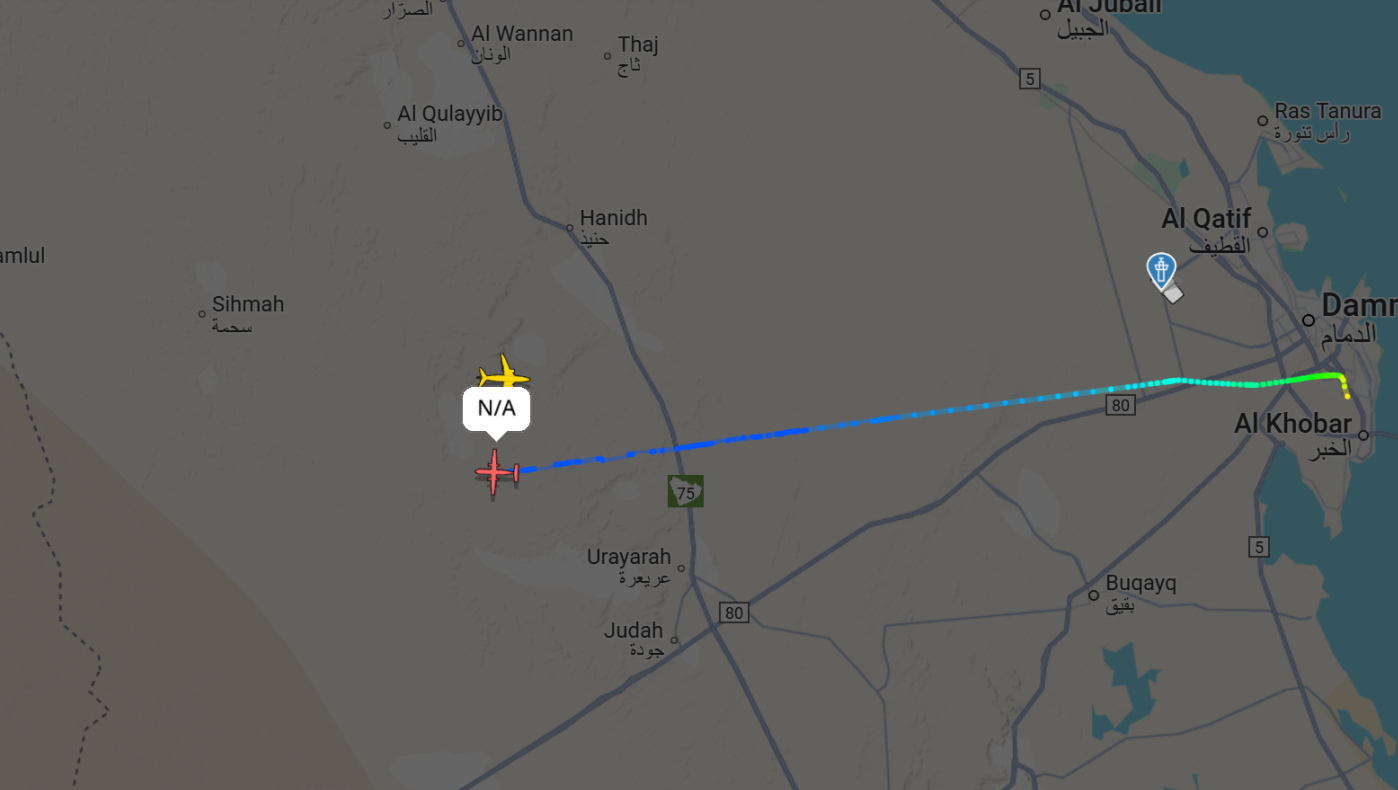 الصرّار
Al Wannan
الونان
Thaj
ثاج
Al Jubail
الجبيل
5
Al Qulayyib
القليب
Ras Tanura
رأس تنورة
Hanidh
حنيذ
Al Qatif
القطيف
amlul
Sihmah
سحمة
Damm
الدمام
N/A
80
Al Khobar
الخبر
75
5
Urayarah
عريعرة
Buqayq
بقيق
80
Judah
جودة